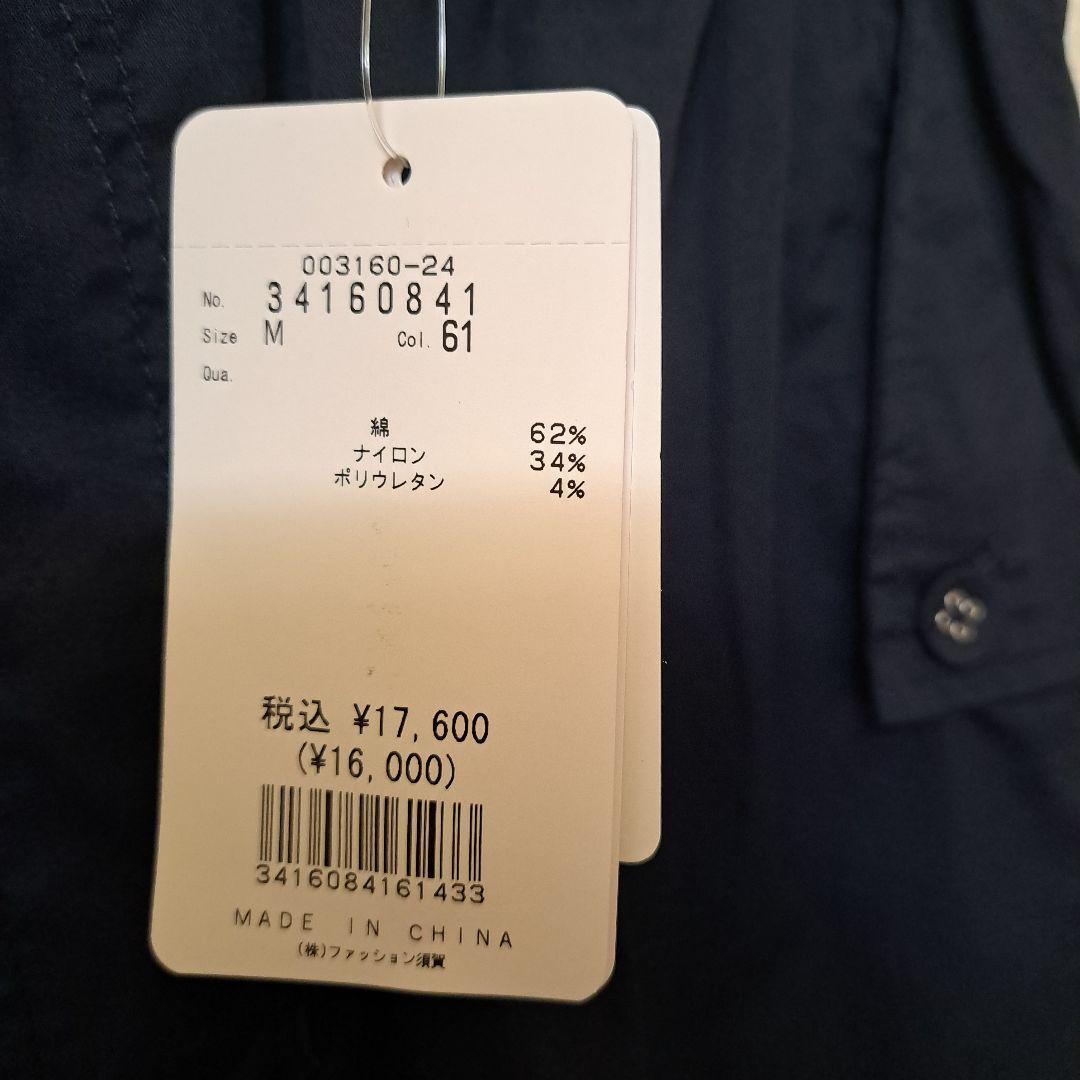 003160-24
No. 34160841
Size M Col. 61
Qua.
綿 62%
ナイロン 34%
ポリウレタン 4%
税込 ¥17,600
(¥16,000)
3416084161433
MADE IN CHINA
(株)ファッション須賀